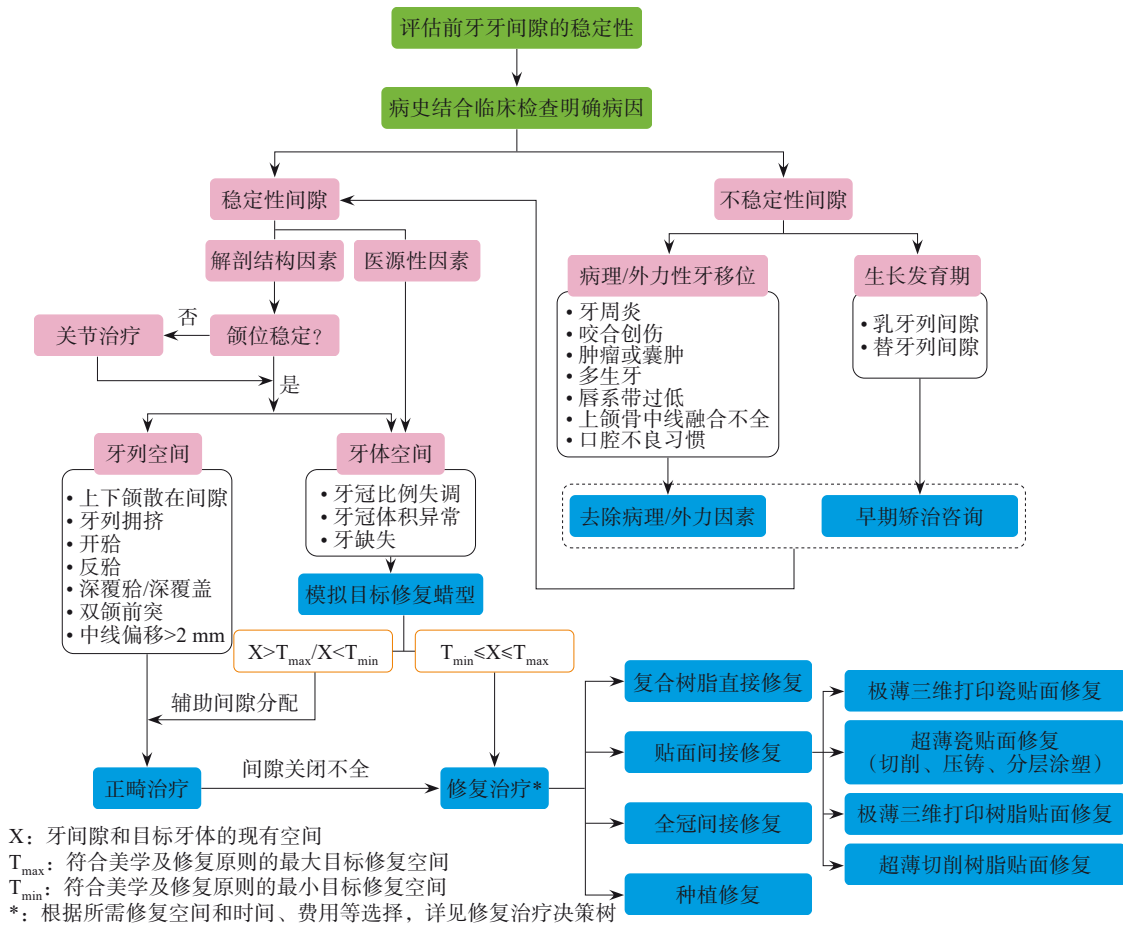 评估前牙牙间隙的稳定性
病史结合临床检查明确病因
稳定性间隙
不稳定性间隙
解剖结构因素
医源性因素
病理/外力性牙移位
生长发育期
• 牙周炎
• 咬合创伤
• 肿瘤或囊肿
• 多生牙
• 唇系带过低
• 上颌骨中线融合不全
• 口腔不良习惯
• 乳牙列间隙
• 替牙列间隙
关节治疗
否
颌位稳定?
是
牙列空间
牙体空间
• 上下颌散在间隙
• 牙列拥挤
• 开𬌗
• 反𬌗
• 深覆𬌗/深覆盖
• 双颌前突
• 中线偏移>2 mm
• 牙冠比例失调
• 牙冠体积异常
• 牙缺失
去除病理/外力因素
早期矫治咨询
模拟目标修复蜡型
X>Tmax/X<Tmin
Tmin≤X≤Tmax
辅助间隙分配
正畸治疗
间隙关闭不全
修复治疗*
复合树脂直接修复
贴面间接修复
全冠间接修复
种植修复
极薄三维打印瓷贴面修复
超薄瓷贴面修复
（切削、压铸、分层涂塑）
极薄三维打印树脂贴面修复
超薄切削树脂贴面修复
X：牙间隙和目标牙体的现有空间
Tmax：符合美学及修复原则的最大目标修复空间
Tmin：符合美学及修复原则的最小目标修复空间
*：根据所需修复空间和时间、费用等选择，详见修复治疗决策树